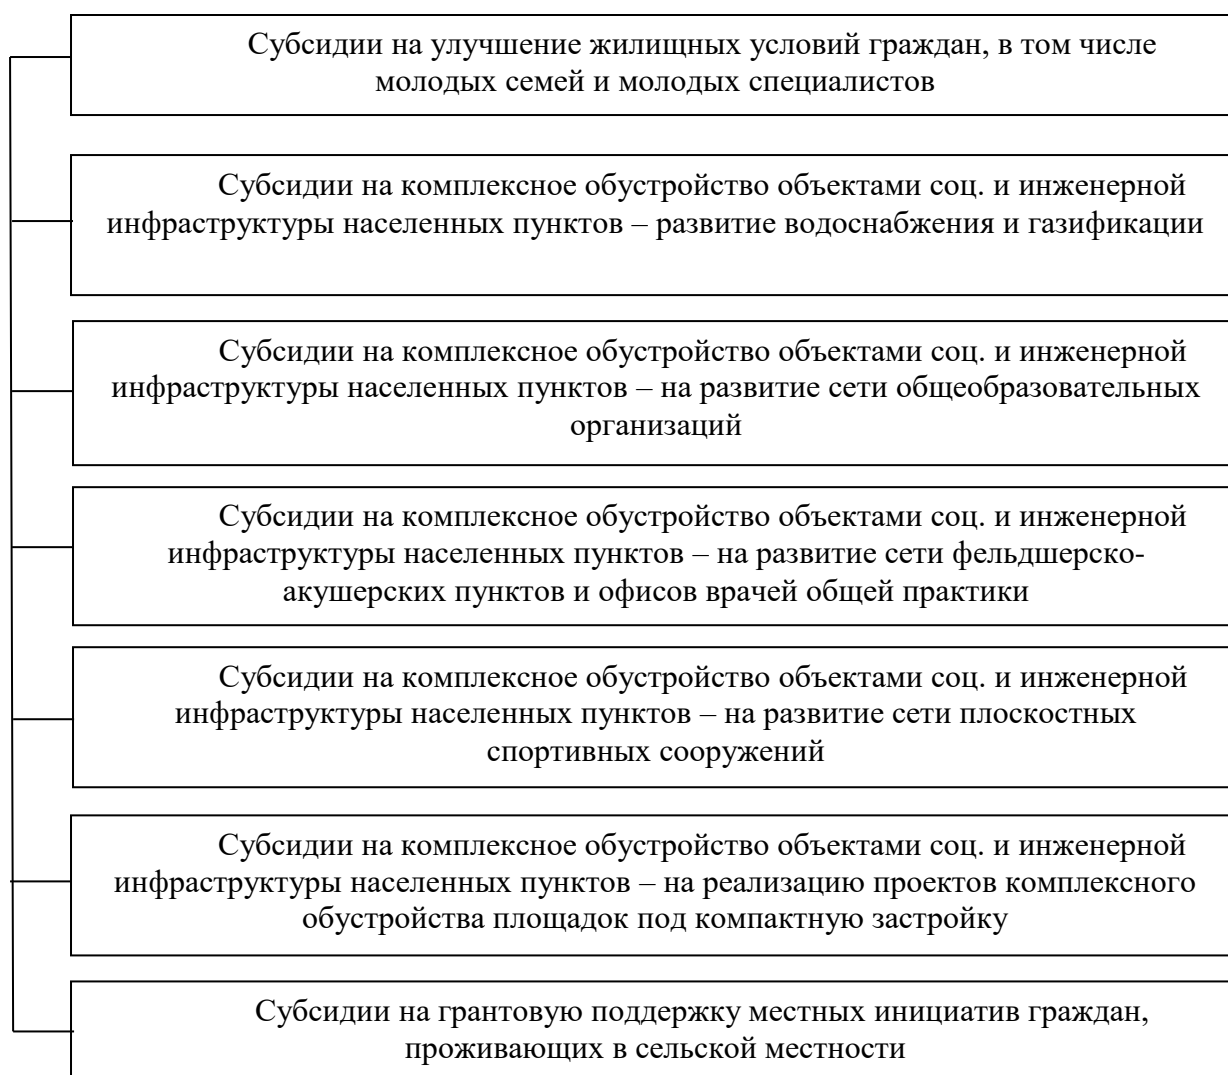 Субсидии на улучшение жилищных условий граждан, в том числе
молодых семей и молодых специалистов
Субсидии на комплексное обустройство объектами соц. и инженерной
инфраструктуры населенных пунктов – развитие водоснабжения и газификации
Субсидии на комплексное обустройство объектами соц. и инженерной
инфраструктуры населенных пунктов – на развитие сети общеобразовательных
организаций
Субсидии на комплексное обустройство объектами соц. и инженерной
инфраструктуры населенных пунктов – на развитие сети фельдшерско-
акушерских пунктов и офисов врачей общей практики
Субсидии на комплексное обустройство объектами соц. и инженерной
инфраструктуры населенных пунктов – на развитие сети плоскостных
спортивных сооружений
Субсидии на комплексное обустройство объектами соц. и инженерной
инфраструктуры населенных пунктов – на реализацию проектов комплексного
обустройства площадок под компактную застройку
Субсидии на грантовую поддержку местных инициатив граждан,
проживающих в сельской местности